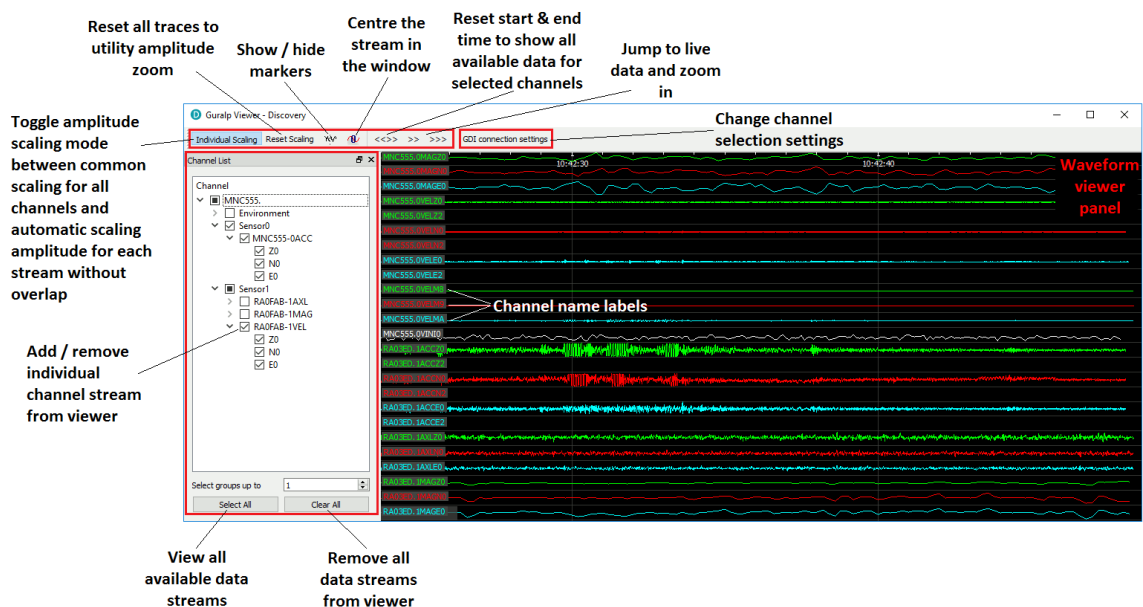 Reset all traces to
utility amplitude
zoom
Show / hide
markers
Centre the
stream in
the window
Reset start & end
time to show all
available data for
selected channels
Jump to live
data and zoom
in
Toggle amplitude
scaling mode
between common
scaling for all
channels and
automatic scaling
amplitude for each
stream without
overlap
Add / remove
individual
channel stream
from viewer
Guralp Viewer - Discovery
Individual Scaling Reset Scaling <<>> >> >>> GDI connection settings
Change channel
selection settings
Channel List
Channel
MNC555.
Environment
Sensor0
MNC555-0ACC
Z0
N0
E0
Sensor1
RA0FAB-1AXL
RA0FAB-1MAG
RA0FAB-1VEL
Z0
N0
E0
Select groups up to 1
Select All Clear All
10:42:30 10:42:40
Waveform
viewer
panel
MNC555.0MAGZ0
MNC555.0MAGE0
MNC555.0VELZ0
MNC555.0VELZ2
MNC555.0VELE0
MNC555.0VELE2
MNC555.0VELM8
MNC555.0VELMA
MNC555.0VINI0
RA03ED.1ACCZ0
RA03ED.1ACCZ2
RA03ED.1ACCE0
RA03ED.1ACCE2
RA03ED.1AXLZ0
RA03ED.1AXLE0
RA03ED.1MAGZ0
RA03ED.1MAGE0
Channel name labels
View all
available data
streams
Remove all
data streams
from viewer